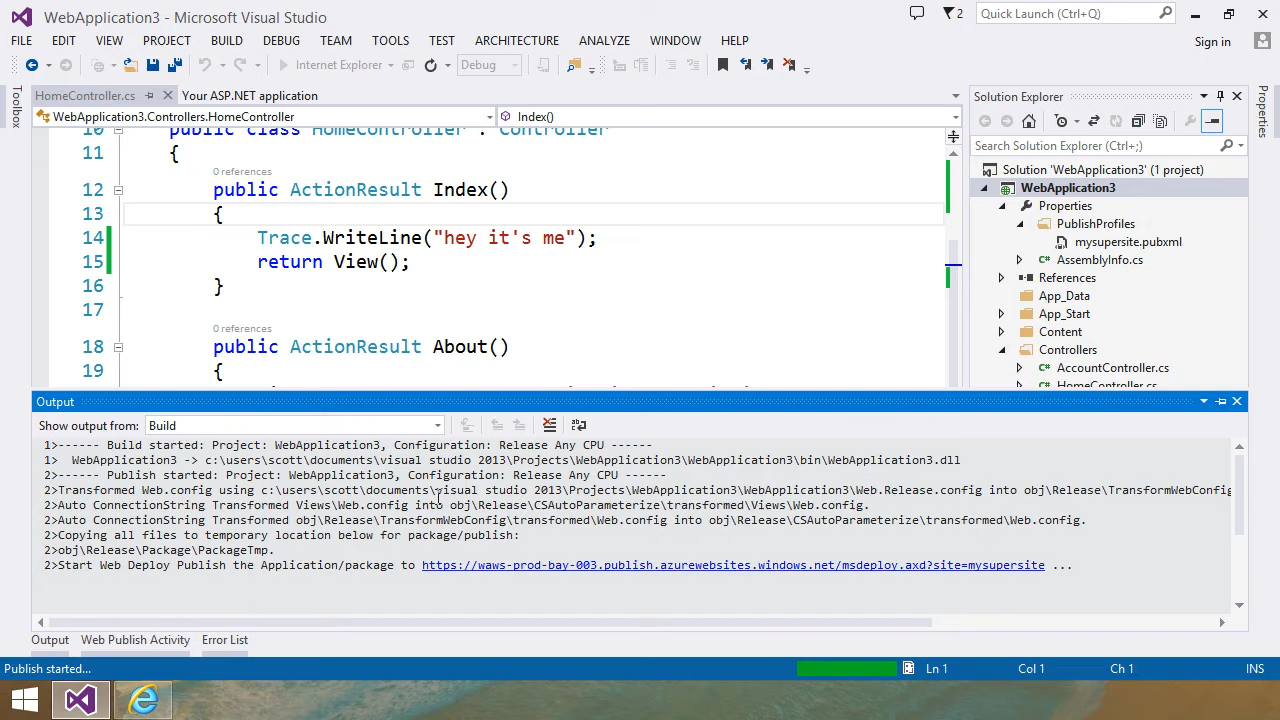 WebApplication3 - Microsoft Visual Studio
2
Quick Launch (Ctrl+Q)
FILE EDIT VIEW PROJECT BUILD DEBUG TEAM TOOLS TEST ARCHITECTURE ANALYZE WINDOW HELP
Sign in
Internet Explorer
Debug
Toolbox
HomeController.cs
Your ASP.NET application
WebApplication3.Controllers.HomeController
Index()
10 public class HomeController : Controller
11 {
0 references
12 public ActionResult Index()
13 {
14 Trace.WriteLine("hey it's me");
15 return View();
16 }
17
0 references
18 public ActionResult About()
19 {
Solution Explorer
Search Solution Explorer (Ctrl+;)
Solution 'WebApplication3' (1 project)
WebApplication3
Properties
PublishProfiles
mysupersite.pubxml
AssemblyInfo.cs
References
App_Data
App_Start
Content
Controllers
AccountController.cs
HomeController.cs
Properties
Output
Show output from: Build
1>------ Build started: Project: WebApplication3, Configuration: Release Any CPU ------
1>  WebApplication3 -> c:\users\scott\documents\visual studio 2013\Projects\WebApplication3\WebApplication3\bin\WebApplication3.dll
2>------ Publish started: Project: WebApplication3, Configuration: Release Any CPU ------
2>Transformed Web.config using c:\users\scott\documents\visual studio 2013\Projects\WebApplication3\WebApplication3\Web.Release.config into obj\Release\TransformWebConfig
2>Auto ConnectionString Transformed Views\Web.config into obj\Release\CSAutoParameterize\transformed\Views\Web.config.
2>Auto ConnectionString Transformed obj\Release\TransformWebConfig\transformed\Web.config into obj\Release\CSAutoParameterize\transformed\Web.config.
2>Copying all files to temporary location below for package/publish:
2>obj\Release\Package\PackageTmp.
2>Start Web Deploy Publish the Application/package to https://waws-prod-bay-003.publish.azurewebsites.windows.net/msdeploy.axd?site=mysupersite ...
Output Web Publish Activity Error List
Publish started...
Ln 1 Col 1 Ch 1 INS